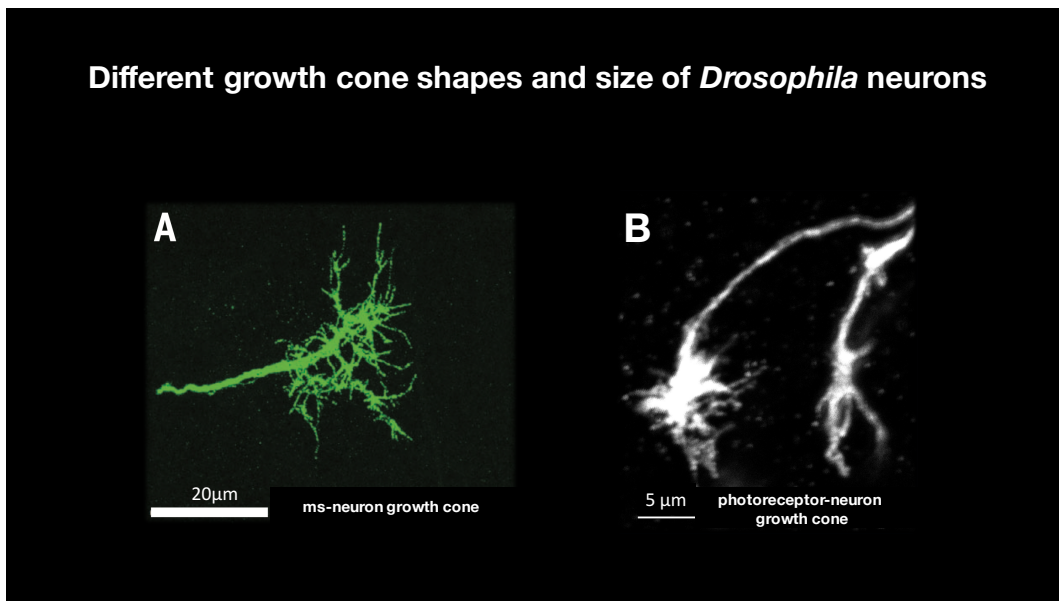 Different growth cone shapes and size of Drosophila neurons
A
20μm
ms-neuron growth cone
B
5 μm
photoreceptor-neuron
growth cone